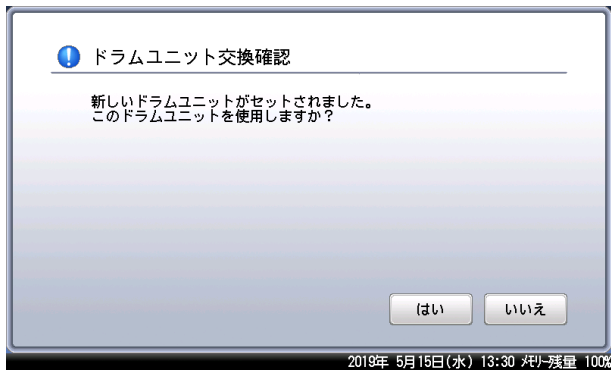 ドラムユニット交換確認
新しいドラムユニットがセットされました。
このドラムユニットを使用しますか？
はい
いいえ
2019年 5月15日(水) 13:30 ﾒﾓﾘｰ残量 100%